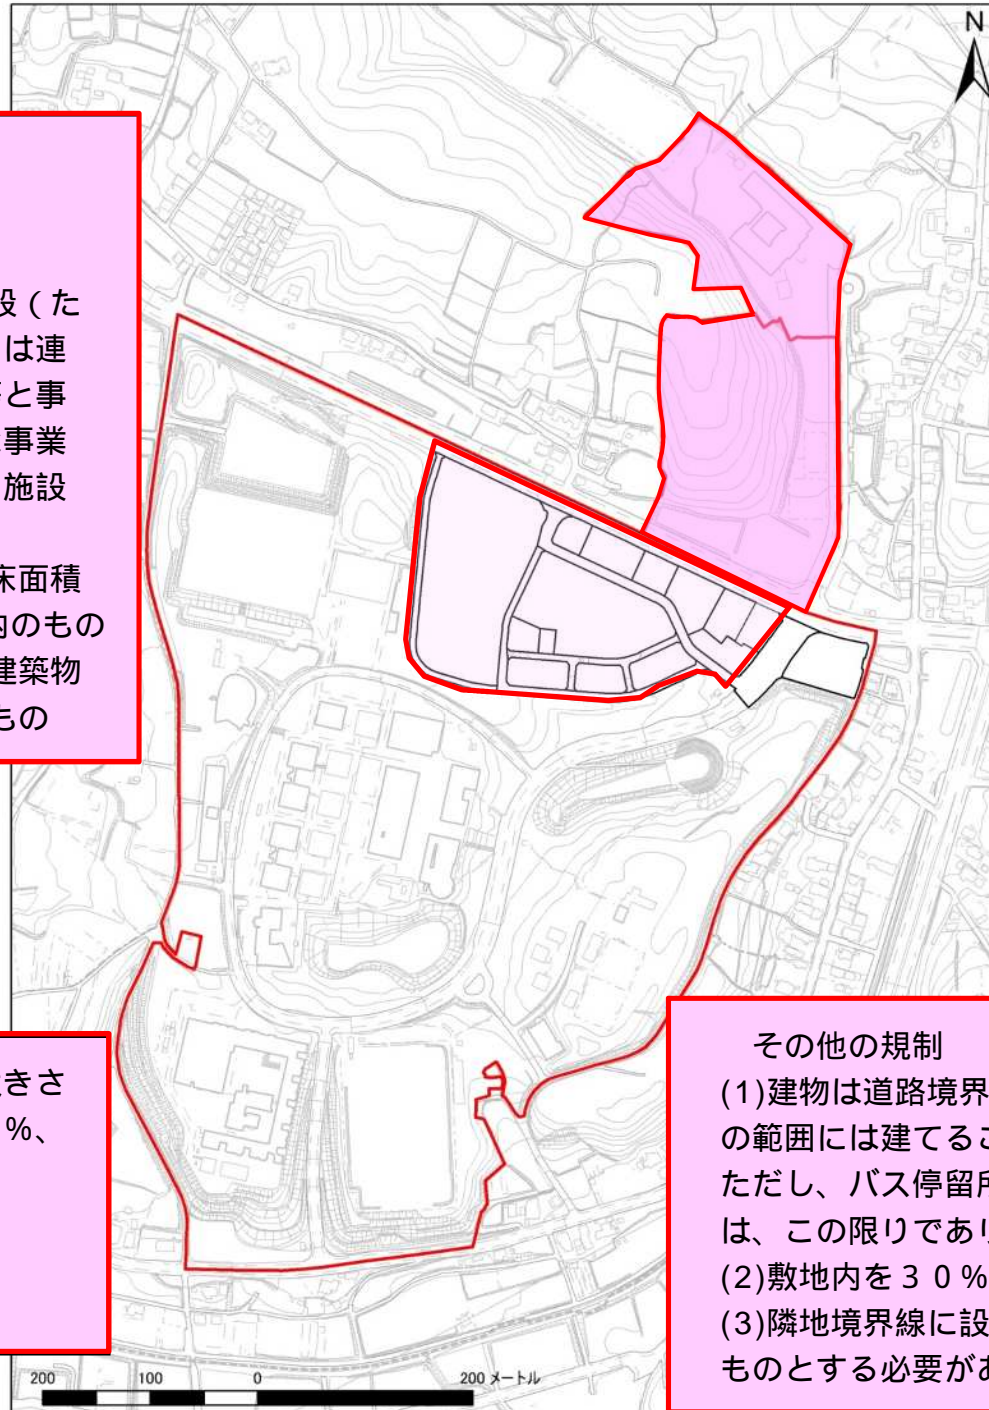 N
設（た
は連
と事
事業
施設
床面積
内のもの
建築物
もの
きさ
％、
その他の規制
(1)建物は道路境界
の範囲には建てるこ
ただし、バス停留所
は、この限りであり
(2)敷地内を３０％
(3)隣地境界線に設
ものとする必要があ
200 100 0 200 メートル